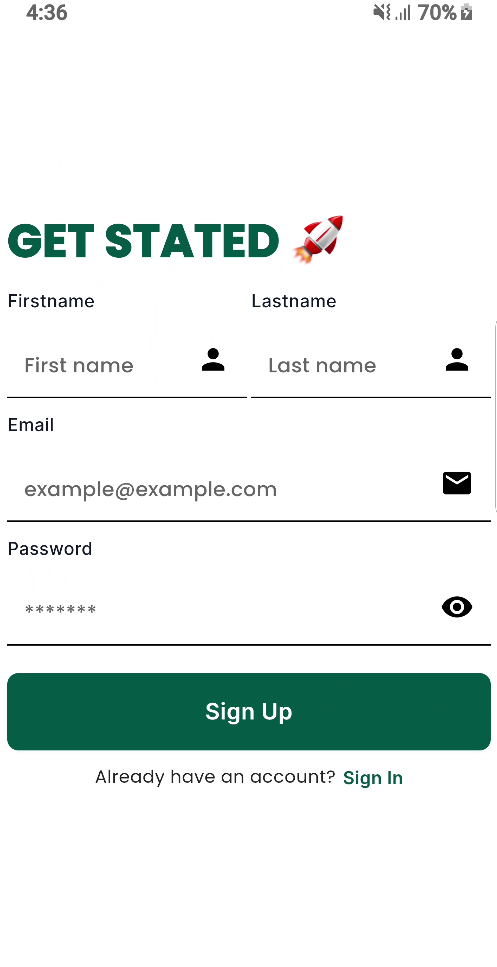 4:36 70%
GET STATED 🚀
Firstname Lastname
First name Last name
Email
example@example.com
Password
*******
Sign Up
Already have an account? Sign In